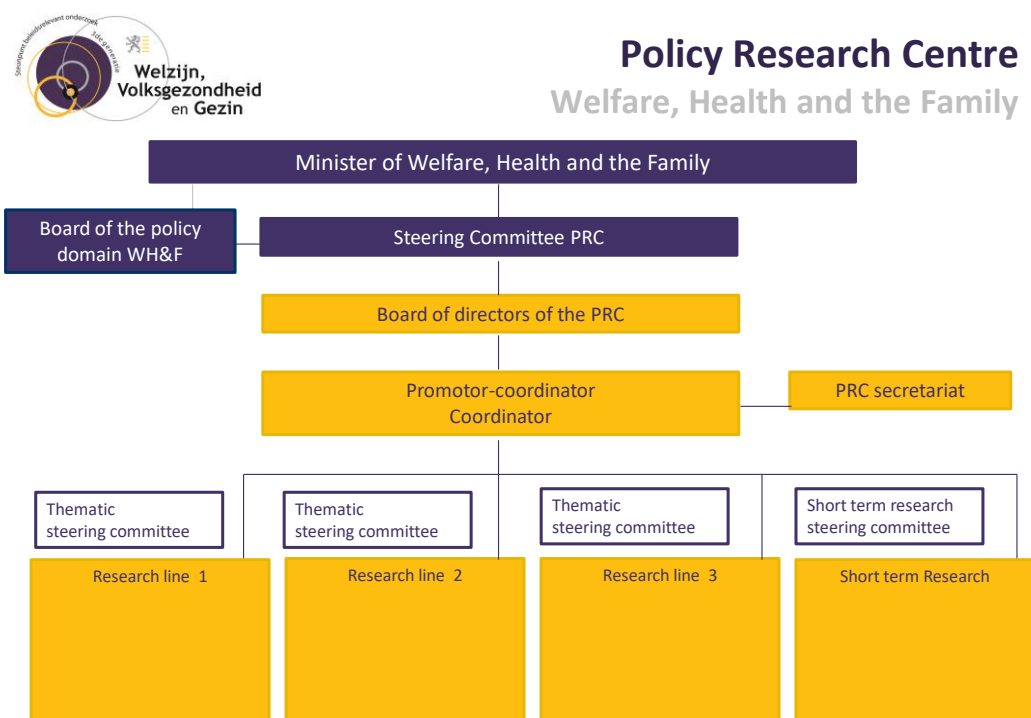 Steunpunt beleidsrelevant onderzoek
3de generatie
Welzijn,
Volksgezondheid
en Gezin
Policy Research Centre
Welfare, Health and the Family
Minister of Welfare, Health and the Family
Board of the policy
domain WH&F
Steering Committee PRC
Board of directors of the PRC
Promotor-coordinator
Coordinator
PRC secretariat
Thematic
steering committee
Thematic
steering committee
Thematic
steering committee
Short term research
steering committee
Research line 1
Research line 2
Research line 3
Short term Research